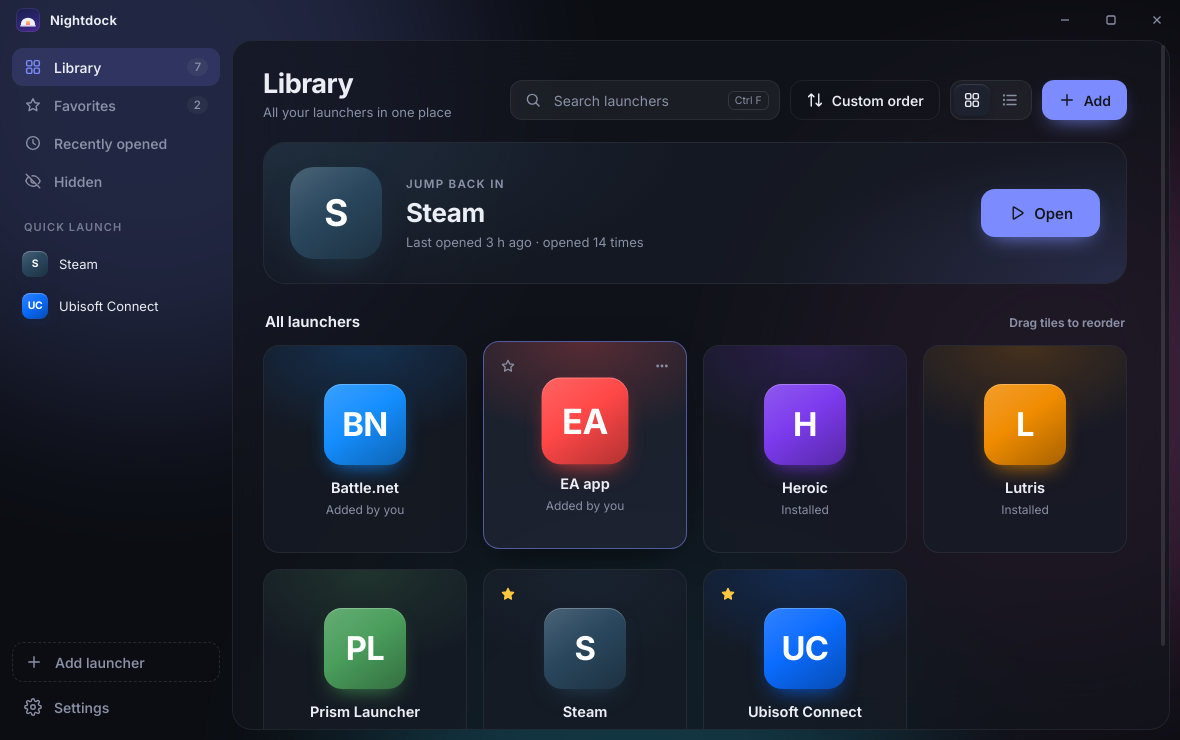 Nightdock
Library 7
Favorites 2
Recently opened
Hidden
QUICK LAUNCH
S Steam
UC Ubisoft Connect
Add launcher
Settings
Library
All your launchers in one place
Search launchers Ctrl F
Custom order
Add
S
JUMP BACK IN
Steam
Last opened 3 h ago · opened 14 times
Open
All launchers
Drag tiles to reorder
BN
Battle.net
Added by you
EA
EA app
Added by you
H
Heroic
Installed
L
Lutris
Installed
PL
Prism Launcher
S
Steam
UC
Ubisoft Connect